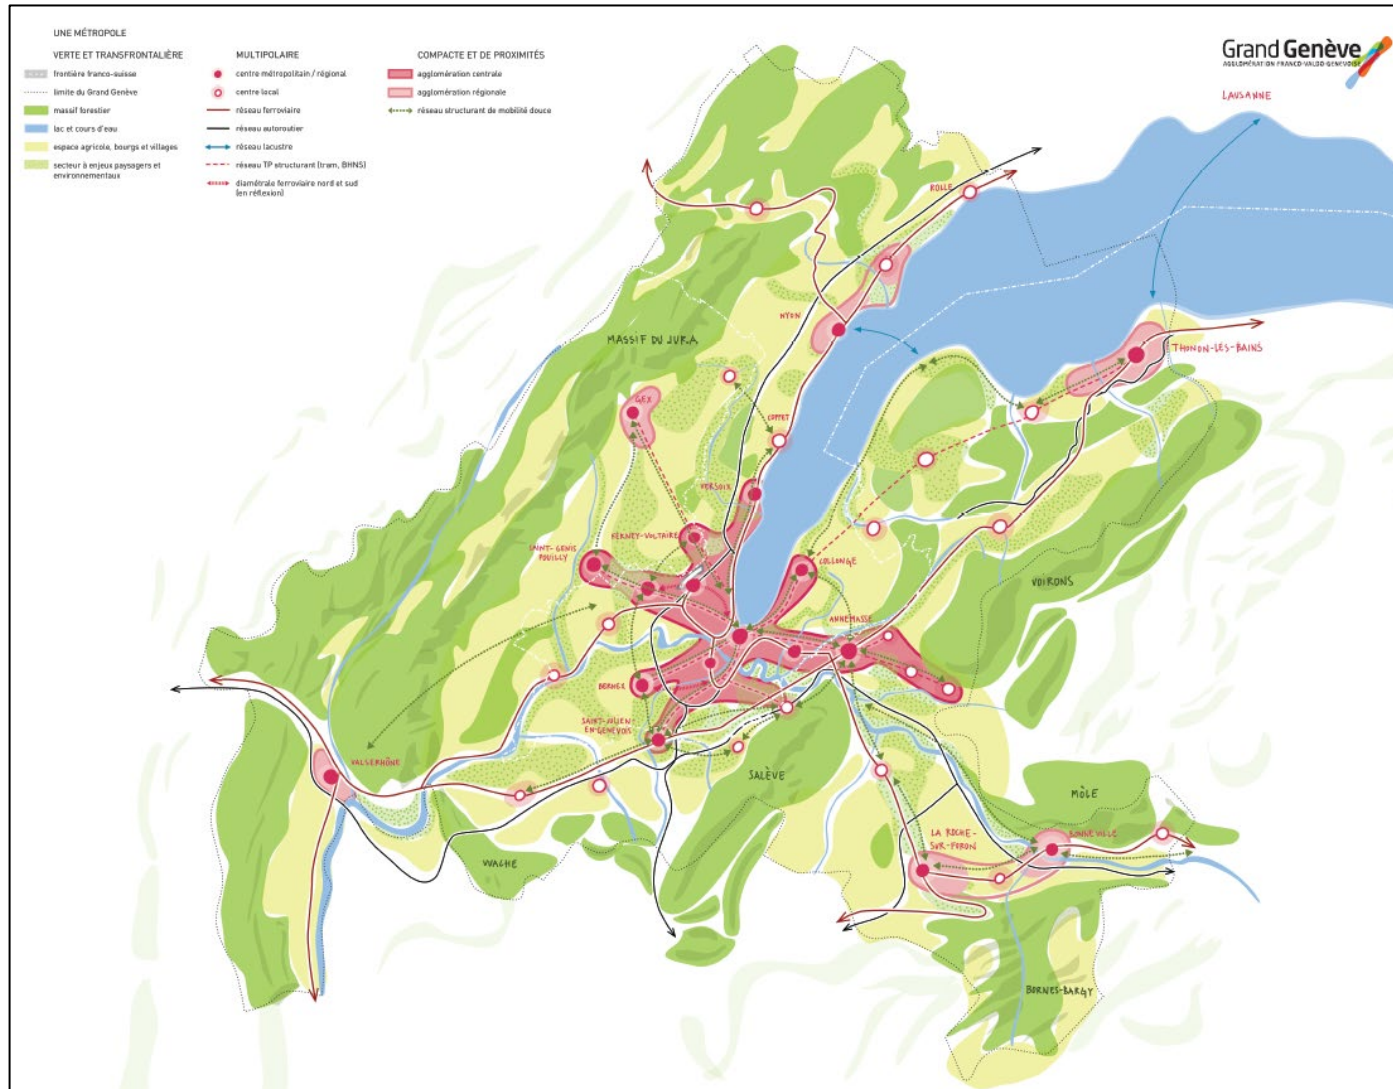 UNE MÉTROPOLE
VERTE ET TRANSFRONTALIÈRE
frontière franco-suisse
limite du Grand Genève
massif forestier
lac et cours d'eau
espace agricole, bourgs et villages
secteur à enjeux paysagers et
environnementaux
MULTIPOLAIRE
centre métropolitain / régional
centre local
réseau ferroviaire
réseau autoroutier
réseau lacustre
réseau TP structurant (tram, BHNS)
diamétrale ferroviaire nord et sud
(en réflexion)
COMPACTE ET DE PROXIMITÉS
agglomération centrale
agglomération régionale
réseau structurant de mobilité douce
Grand Genève
AGGLOMÉRATION FRANCO-VALDO-GENEVOISE
LAUSANNE
ROLLE
NYON
MASSIF DU JURA
THONON-LES-BAINS
GEX
COPPET
VERSOIX
FERNEY-VOLTAIRE
SAINT-GENIS
POUILLY
COLLONGE
VOIRONS
ANNEMASSE
BERNEX
SAINT-JULIEN-
EN-GENEVOIS
VALSERHÔNE
SALÈVE
MÔLE
LA ROCHE-
SUR-FORON
BONNEVILLE
VUACHE
BORNES-BARGY